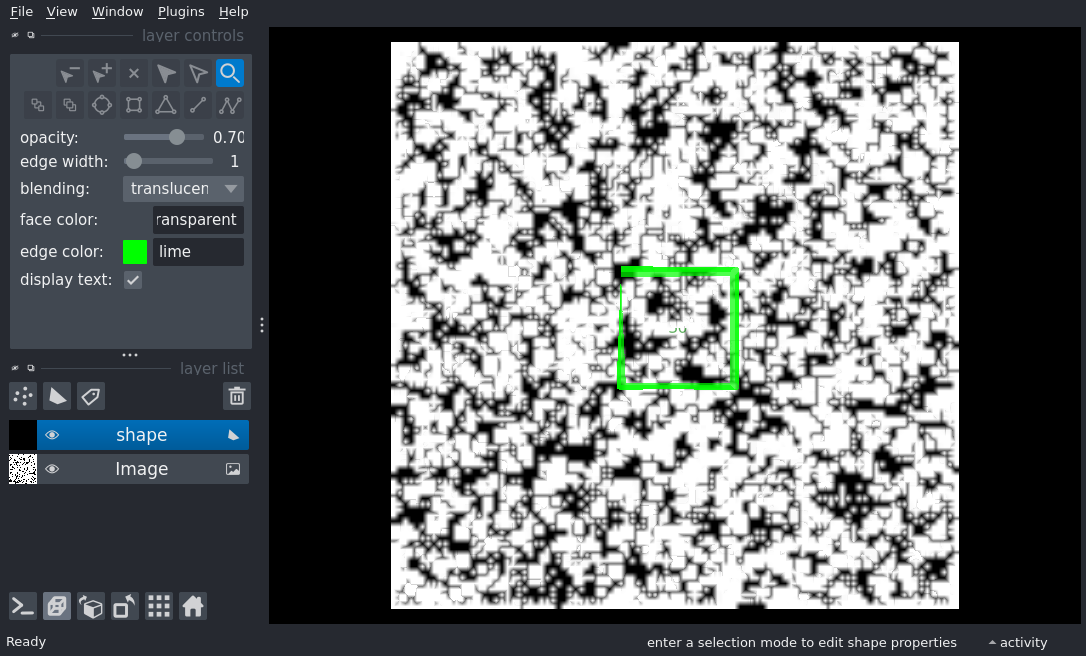 File View Window Plugins Help
layer controls
opacity: 0.70
edge width: 1
blending: translucen
face color: ransparent
edge color: lime
display text:
layer list
shape
Image
Ready
enter a selection mode to edit shape properties
activity